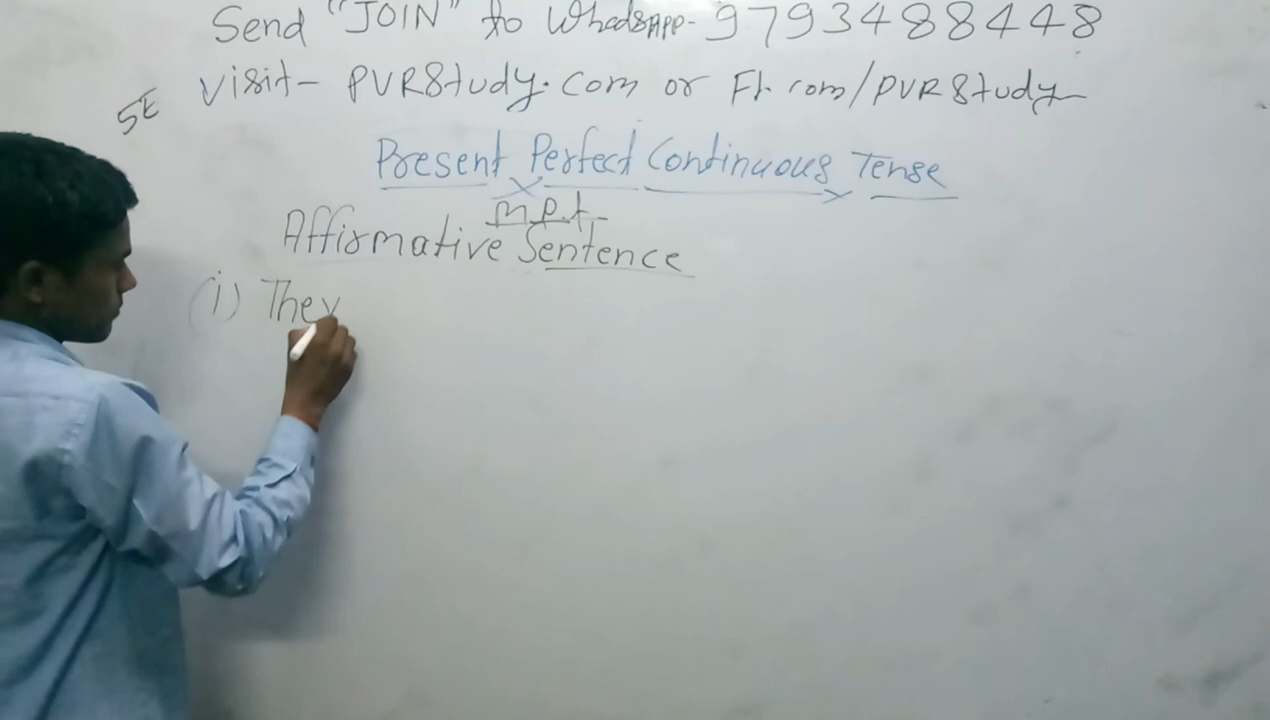 Send "JOIN" to WhadsApp- 9793488448
Visit- PVRStudy.com or Fb.com/PVRStudy
5E
Present Perfect Continuous Tense
m.p.t.
Affirmative Sentence
(i) They